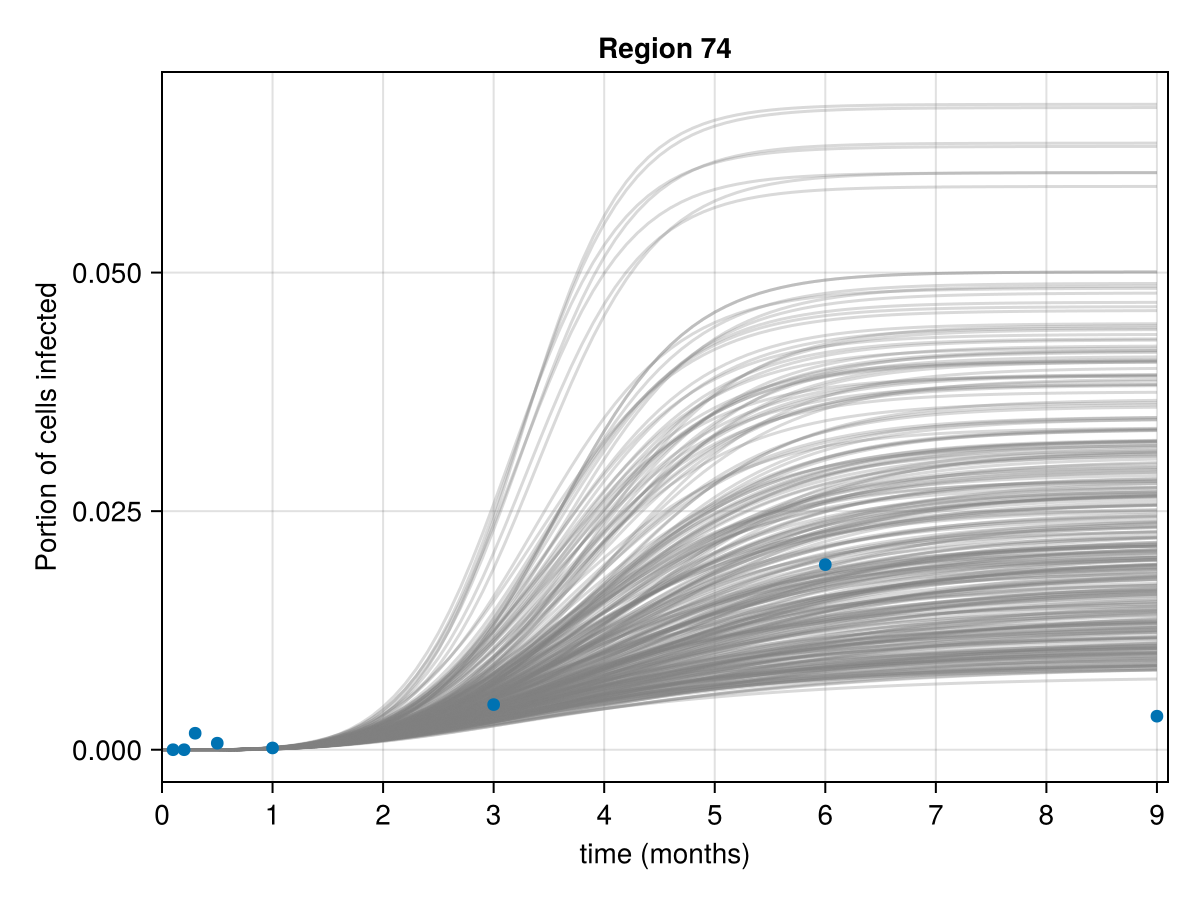 Region 74
Portion of cells infected
0.050
0.025
0.000
0 1 2 3 4 5 6 7 8 9
time (months)